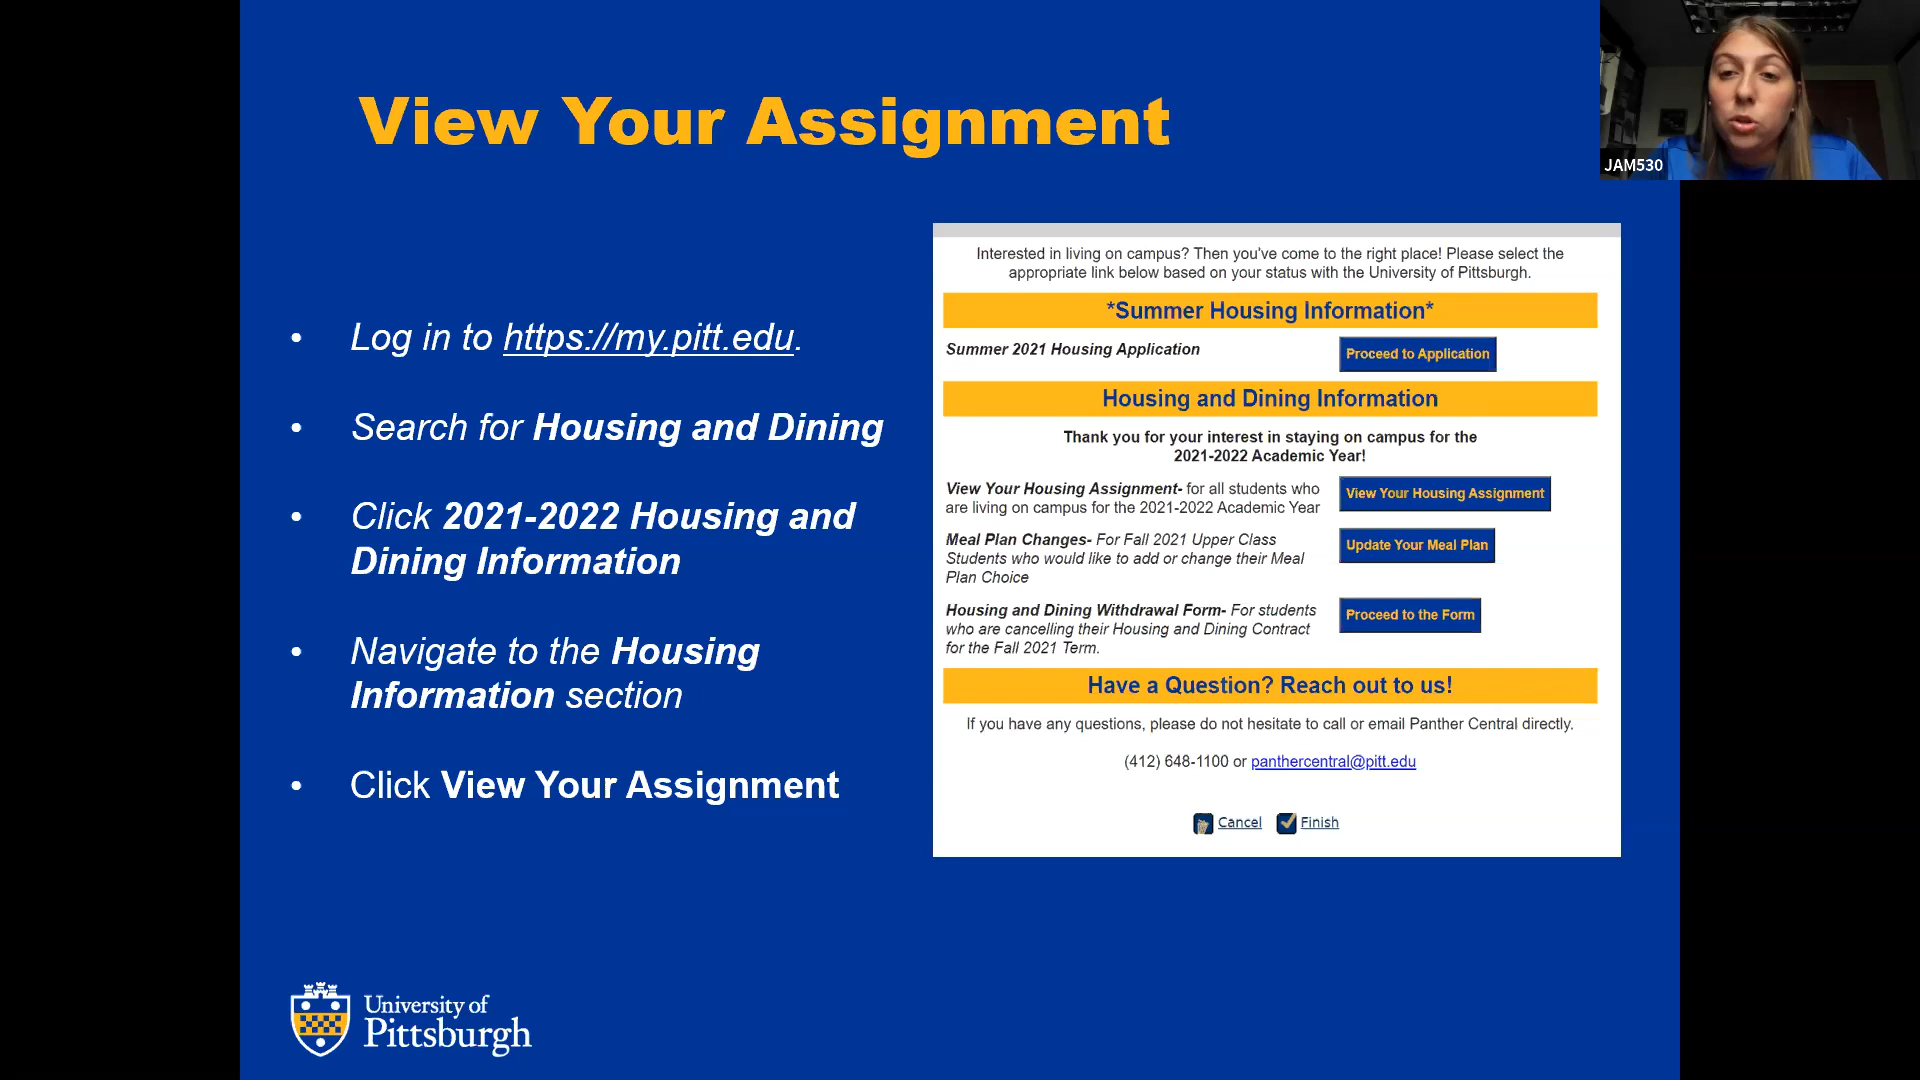 View Your Assignment
JAM530
• Log in to https://my.pitt.edu.
• Search for Housing and Dining
• Click 2021-2022 Housing and
Dining Information
• Navigate to the Housing
Information section
• Click View Your Assignment
Interested in living on campus? Then you've come to the right place! Please select the
appropriate link below based on your status with the University of Pittsburgh.
*Summer Housing Information*
Summer 2021 Housing Application
Proceed to Application
Housing and Dining Information
Thank you for your interest in staying on campus for the
2021-2022 Academic Year!
View Your Housing Assignment- for all students who
are living on campus for the 2021-2022 Academic Year
View Your Housing Assignment
Meal Plan Changes- For Fall 2021 Upper Class
Students who would like to add or change their Meal
Plan Choice
Update Your Meal Plan
Housing and Dining Withdrawal Form- For students
who are cancelling their Housing and Dining Contract
for the Fall 2021 Term.
Proceed to the Form
Have a Question? Reach out to us!
If you have any questions, please do not hesitate to call or email Panther Central directly.
(412) 648-1100 or panthercentral@pitt.edu
Cancel Finish
University of
Pittsburgh